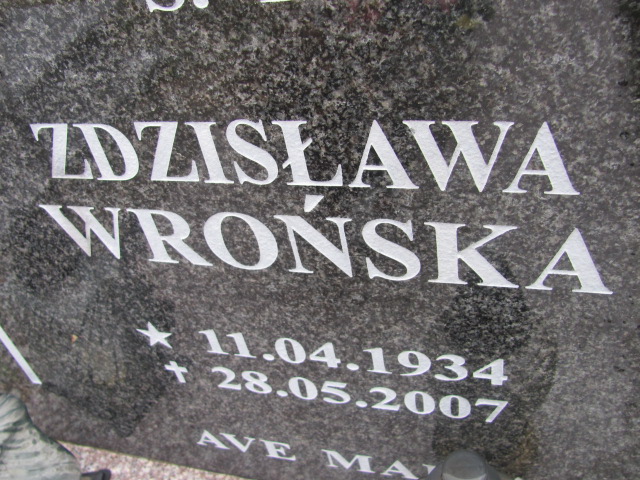 ZDZISŁAWA
WROŃSKA
11.04.1934
28.05.2007
AVE